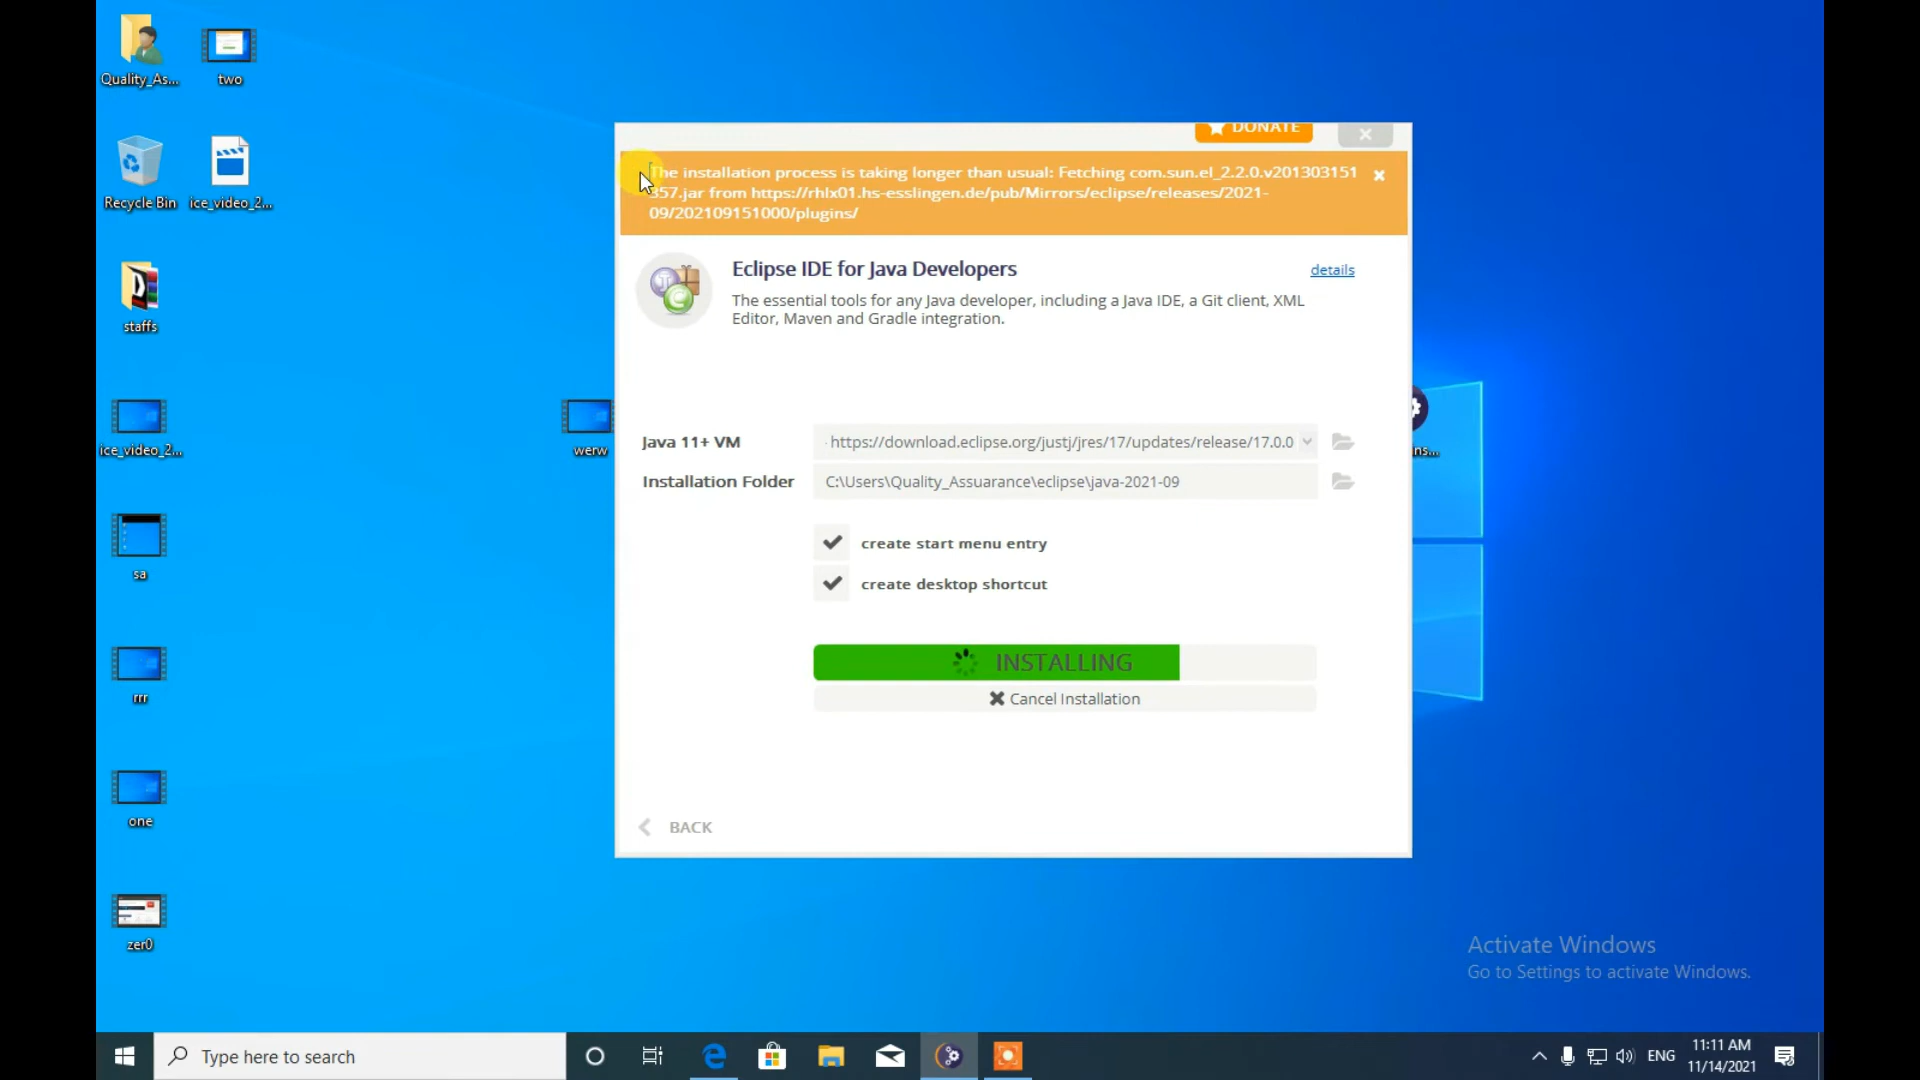 Quality_As...
two
Recycle Bin
ice_video_2...
staffs
ice_video_2...
werw
sa
rrr
one
zer0
DONATE
The installation process is taking longer than usual: Fetching com.sun.el_2.2.0.v201303151
357.jar from https://rhlx01.hs-esslingen.de/pub/Mirrors/eclipse/releases/2021-
09/202109151000/plugins/
Eclipse IDE for Java Developers
details
The essential tools for any Java developer, including a Java IDE, a Git client, XML
Editor, Maven and Gradle integration.
Java 11+ VM
https://download.eclipse.org/justj/jres/17/updates/release/17.0.0
Installation Folder
C:\Users\Quality_Assuarance\eclipse\java-2021-09
create start menu entry
create desktop shortcut
INSTALLING
Cancel Installation
BACK
ins...
Activate Windows
Go to Settings to activate Windows.
Type here to search
ENG
11:11 AM
11/14/2021